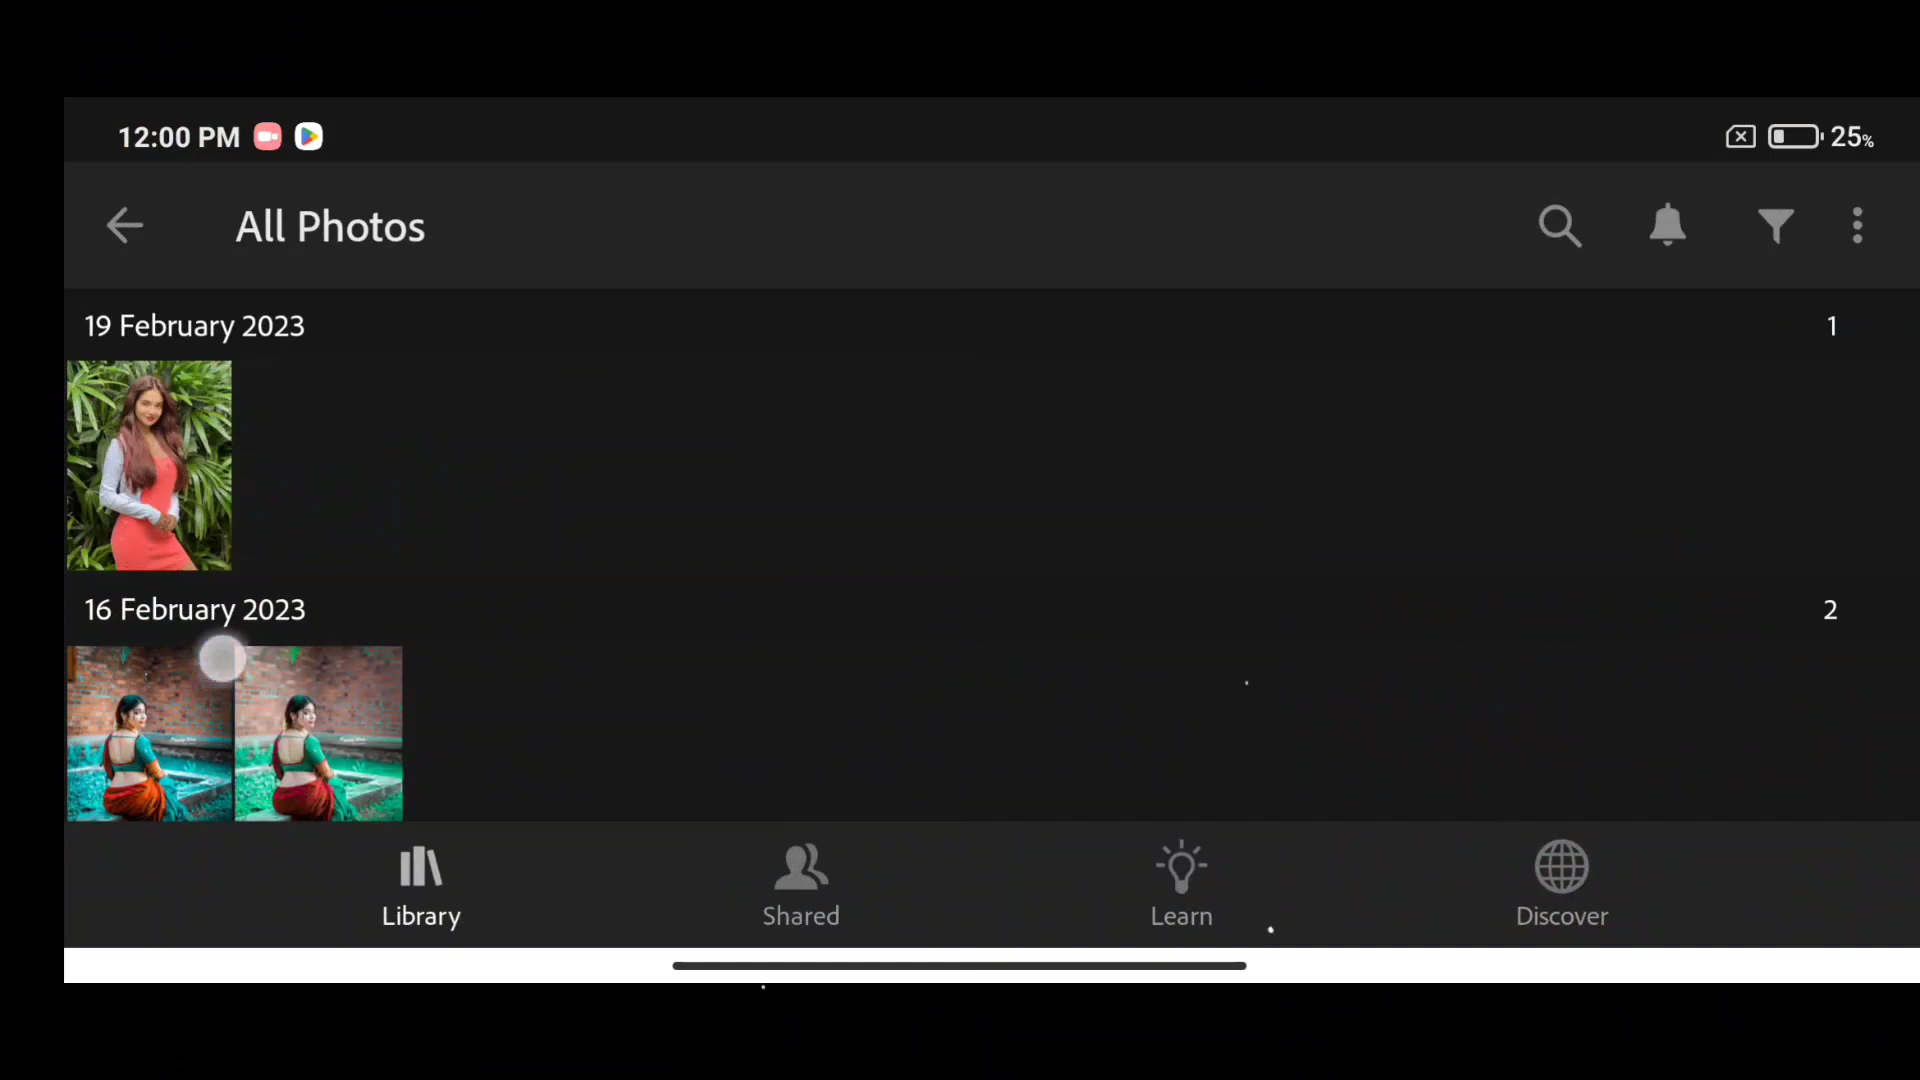 12:00 PM
25%
All Photos
19 February 2023
1
16 February 2023
2
Library
Shared
Learn
Discover